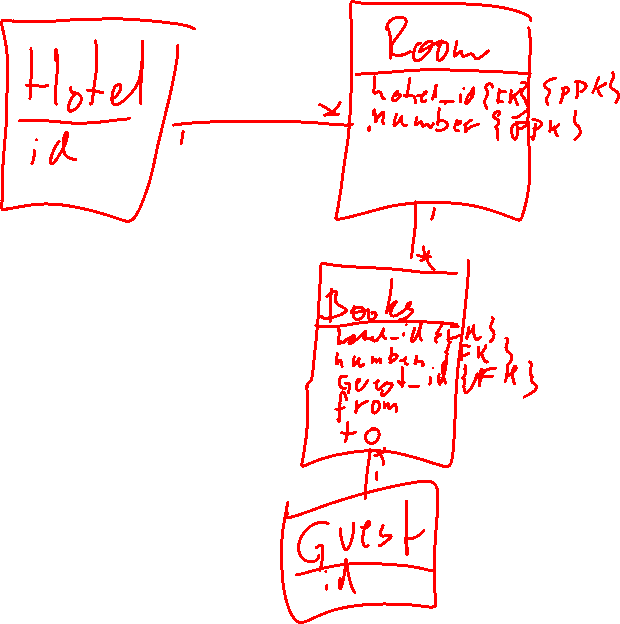 Hotel
id
1
*
Room
hotel_id {FK} {PPK}
number {PPK}
1
*
Books
hotel_id {FK}
number {FK}
Guest_id {FK}
from
to
*
1
Guest
id